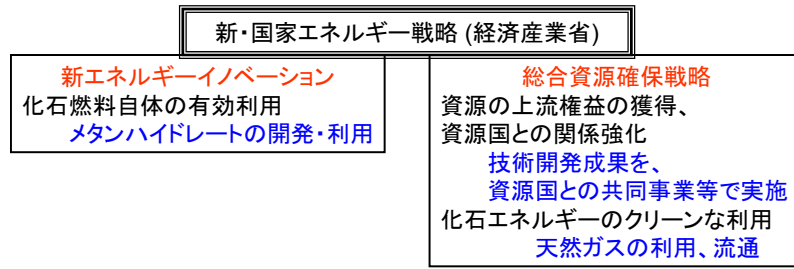 新・国家エネルギー戦略 (経済産業省)
新エネルギーイノベーション
化石燃料自体の有効利用
メタンハイドレートの開発・利用
総合資源確保戦略
資源の上流権益の獲得、
資源国との関係強化
技術開発成果を、
資源国との共同事業等で実施
化石エネルギーのクリーンな利用
天然ガスの利用、流通